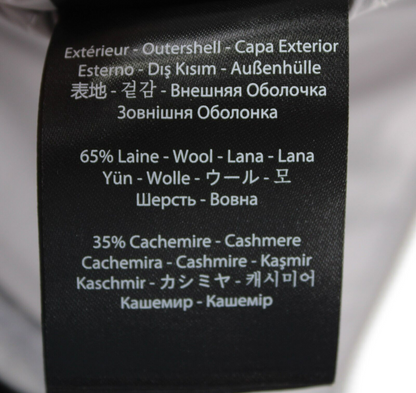 Extérieur - Outershell - Capa Exterior
Esterno - Dış Kısım - Außenhülle
表地 - 겉감 - Внешняя Оболочка
Зовнішня Оболонка
65% Laine - Wool - Lana - Lana
Yün - Wolle - ウール - 모
Шерсть - Вовна
35% Cachemire - Cashmere
Cachemira - Cashmire - Kaşmir
Kaschmir - カシミヤ - 캐시미어
Кашемир - Кашемір